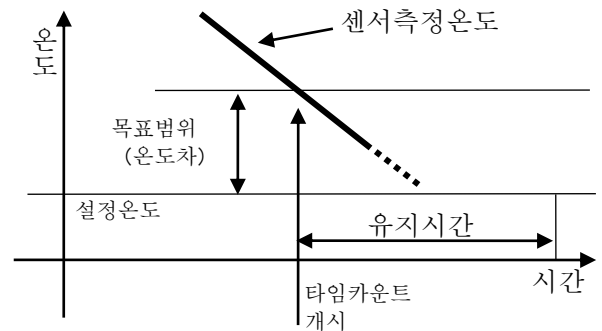 온도
센서측정온도
목표범위
(온도차)
설정온도
유지시간
시간
타임카운트
개시